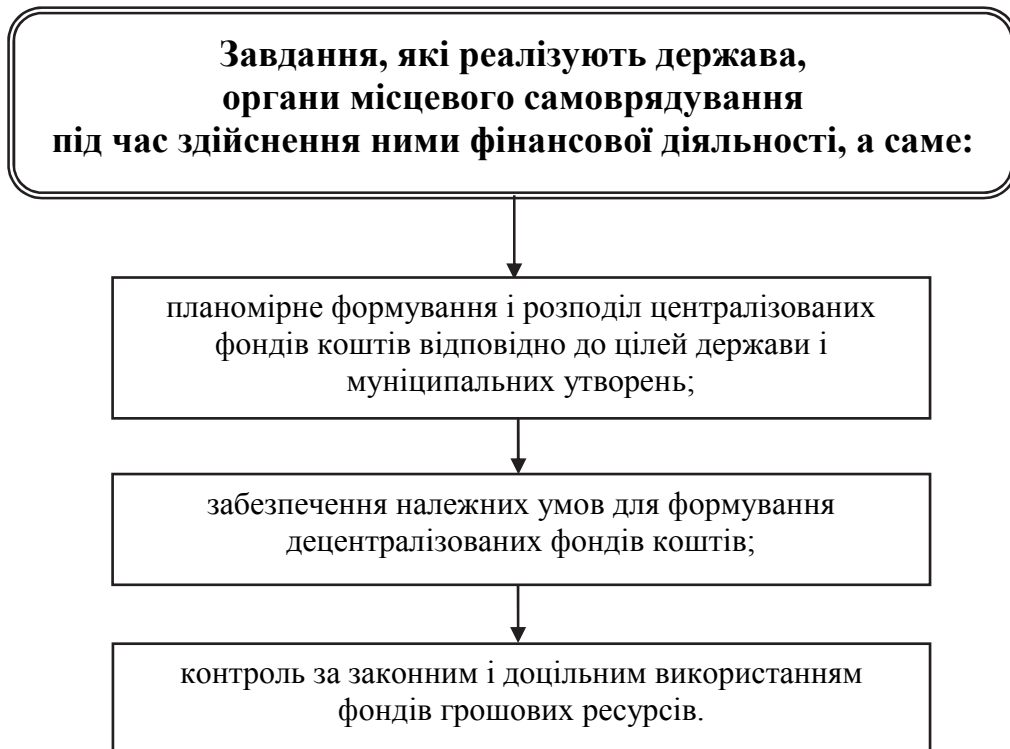 Завдання, які реалізують держава,
органи місцевого самоврядування
під час здійснення ними фінансової діяльності, а саме:
планомірне формування і розподіл централізованих
фондів коштів відповідно до цілей держави і
муніципальних утворень;
забезпечення належних умов для формування
децентралізованих фондів коштів;
контроль за законним і доцільним використанням
фондів грошових ресурсів.